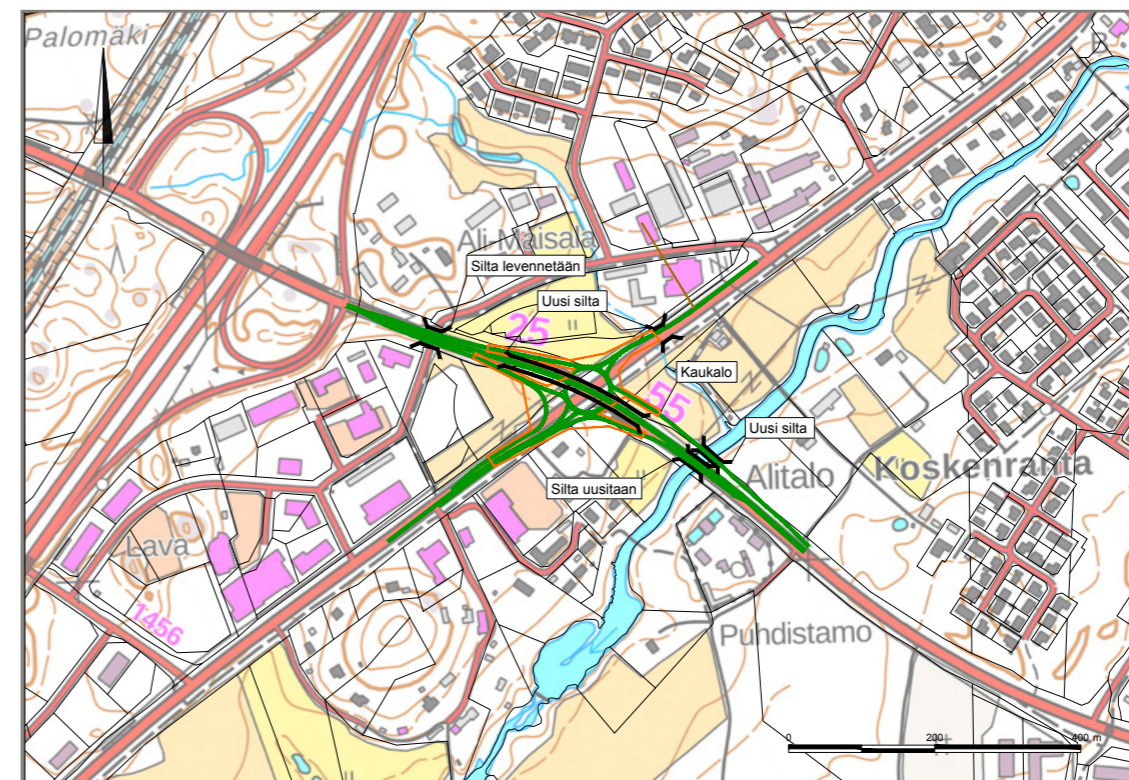 Palomäki
Ali-Maisala
Silta levennetään
Uusi silta
25
Kaukalo
55
Uusi silta
Silta uusitaan
Alitalo
Koskenranta
Lava
1456
Puhdistamo
0
200
400 m